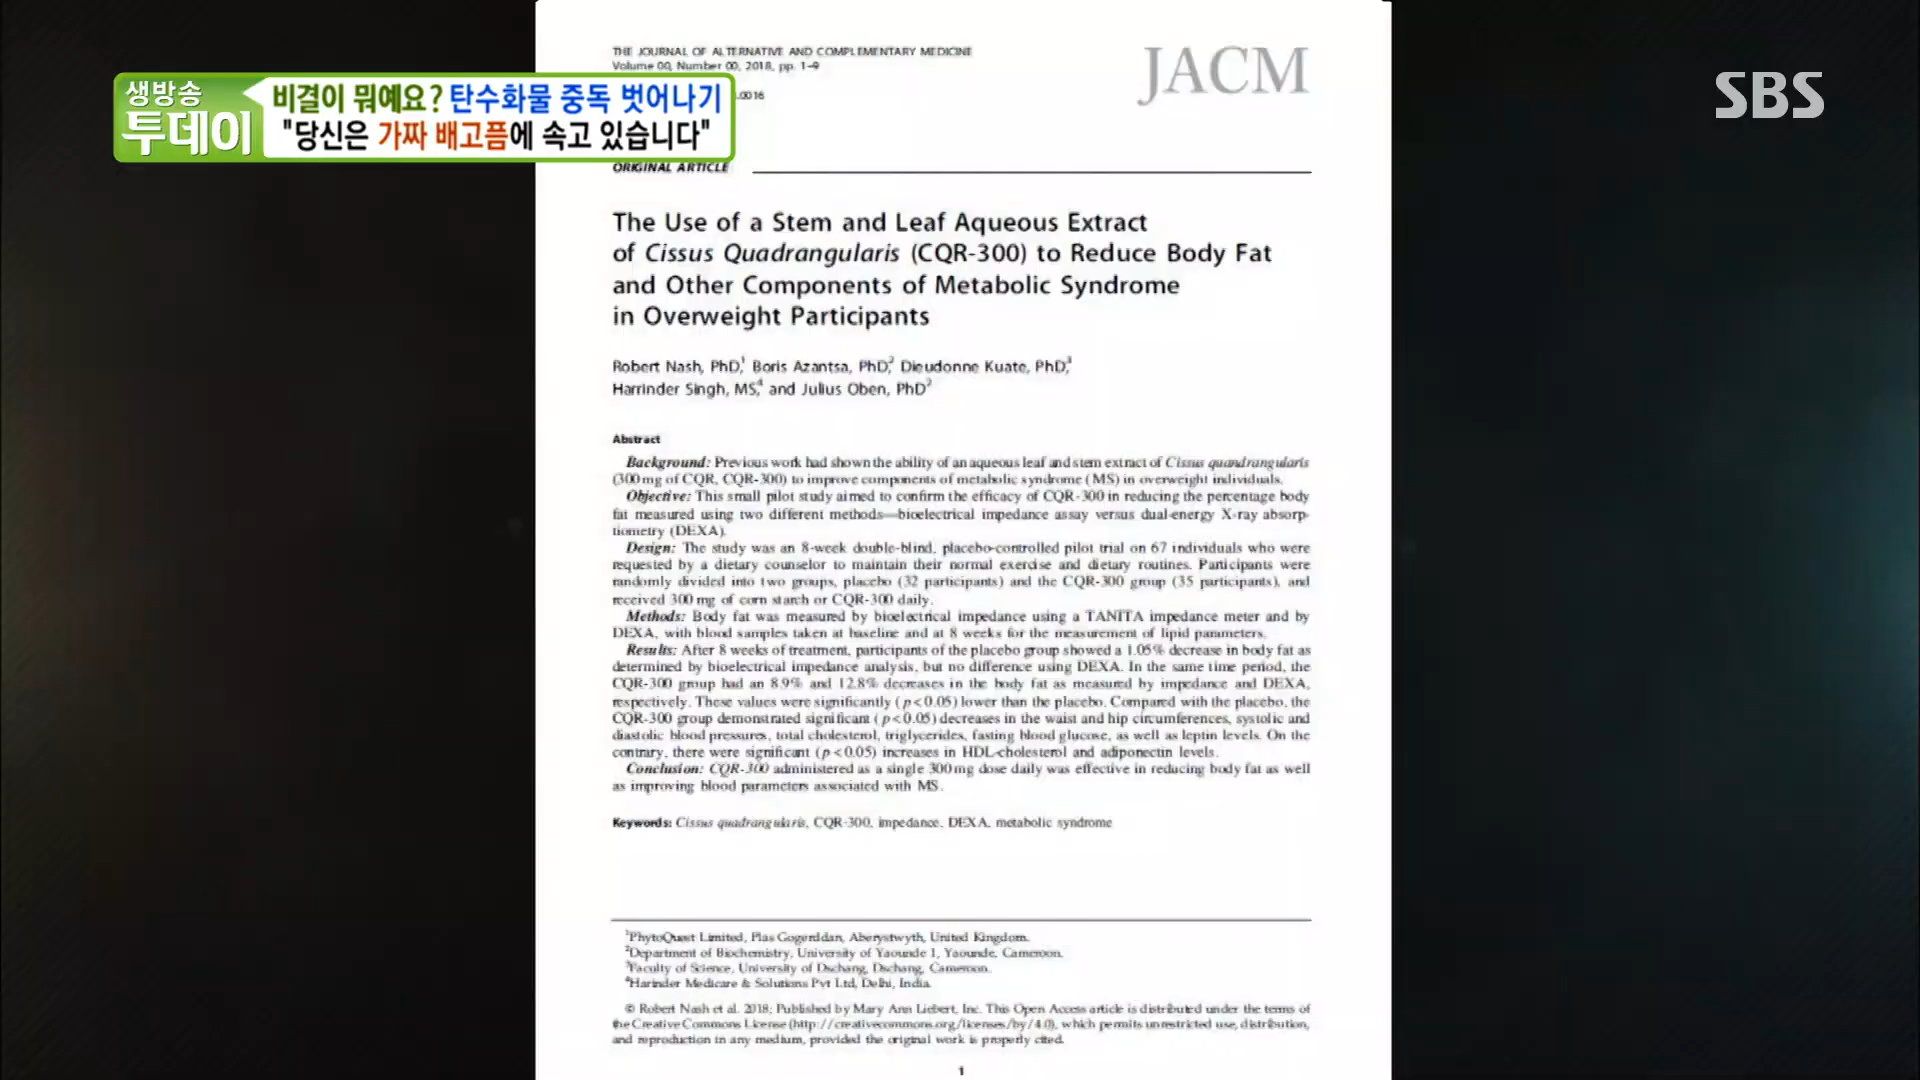 THE JOURNAL OF ALTERNATIVE AND COMPLEMENTARY MEDICINE
Volume 00, Number 00, 2018, pp. 1–9
.0016
JACM
SBS
생방송
투데이
비결이 뭐예요? 탄수화물 중독 벗어나기
"당신은 가짜 배고픔에 속고 있습니다"
ORIGINAL ARTICLE
The Use of a Stem and Leaf Aqueous Extract
of Cissus Quadrangularis (CQR-300) to Reduce Body Fat
and Other Components of Metabolic Syndrome
in Overweight Participants
Robert Nash, PhD,1 Boris Azantsa, PhD,2 Dieudonne Kuate, PhD,3
Harrinder Singh, MS,4 and Julius Oben, PhD2
Abstract
Background: Previous work had shown the ability of an aqueous leaf and stem extract of Cissus quandrangularis
(300 mg of CQR, CQR-300) to improve components of metabolic syndrome (MS) in overweight individuals.
Objective: This small pilot study aimed to confirm the efficacy of CQR-300 in reducing the percentage body
fat measured using two different methods—bioelectrical impedance assay versus dual-energy X-ray absorp-
tiometry (DEXA).
Design: The study was an 8-week double-blind, placebo-controlled pilot trial on 67 individuals who were
requested by a dietary counselor to maintain their normal exercise and dietary routines. Participants were
randomly divided into two groups, placebo (32 participants) and the CQR-300 group (35 participants), and
received 300 mg of corn starch or CQR-300 daily.
Methods: Body fat was measured by bioelectrical impedance using a TANITA impedance meter and by
DEXA, with blood samples taken at baseline and at 8 weeks for the measurement of lipid parameters.
Results: After 8 weeks of treatment, participants of the placebo group showed a 1.05% decrease in body fat as
determined by bioelectrical impedance analysis, but no difference using DEXA. In the same time period, the
CQR-300 group had an 8.9% and 12.8% decreases in the body fat as measured by impedance and DEXA,
respectively. These values were significantly (p < 0.05) lower than the placebo. Compared with the placebo, the
CQR-300 group demonstrated significant (p < 0.05) decreases in the waist and hip circumferences, systolic and
diastolic blood pressures, total cholesterol, triglycerides, fasting blood glucose, as well as leptin levels. On the
contrary, there were significant (p < 0.05) increases in HDL-cholesterol and adiponectin levels.
Conclusion: CQR-300 administered as a single 300 mg dose daily was effective in reducing body fat as well
as improving blood parameters associated with MS.
Keywords: Cissus quadrangularis, CQR-300, impedance, DEXA, metabolic syndrome
1PhytoQuest Limited, Plas Gogerddan, Aberystwyth, United Kingdom.
2Department of Biochemistry, University of Yaounde 1, Yaounde, Cameroon.
3Faculty of Science, University of Dschang, Dschang, Cameroon.
4Harinder Medicare & Solutions Pvt Ltd, Delhi, India.
© Robert Nash et al. 2018; Published by Mary Ann Liebert, Inc. This Open Access article is distributed under the terms of
the Creative Commons License (http://creativecommons.org/licenses/by/4.0), which permits unrestricted use, distribution,
and reproduction in any medium, provided the original work is properly cited.
1